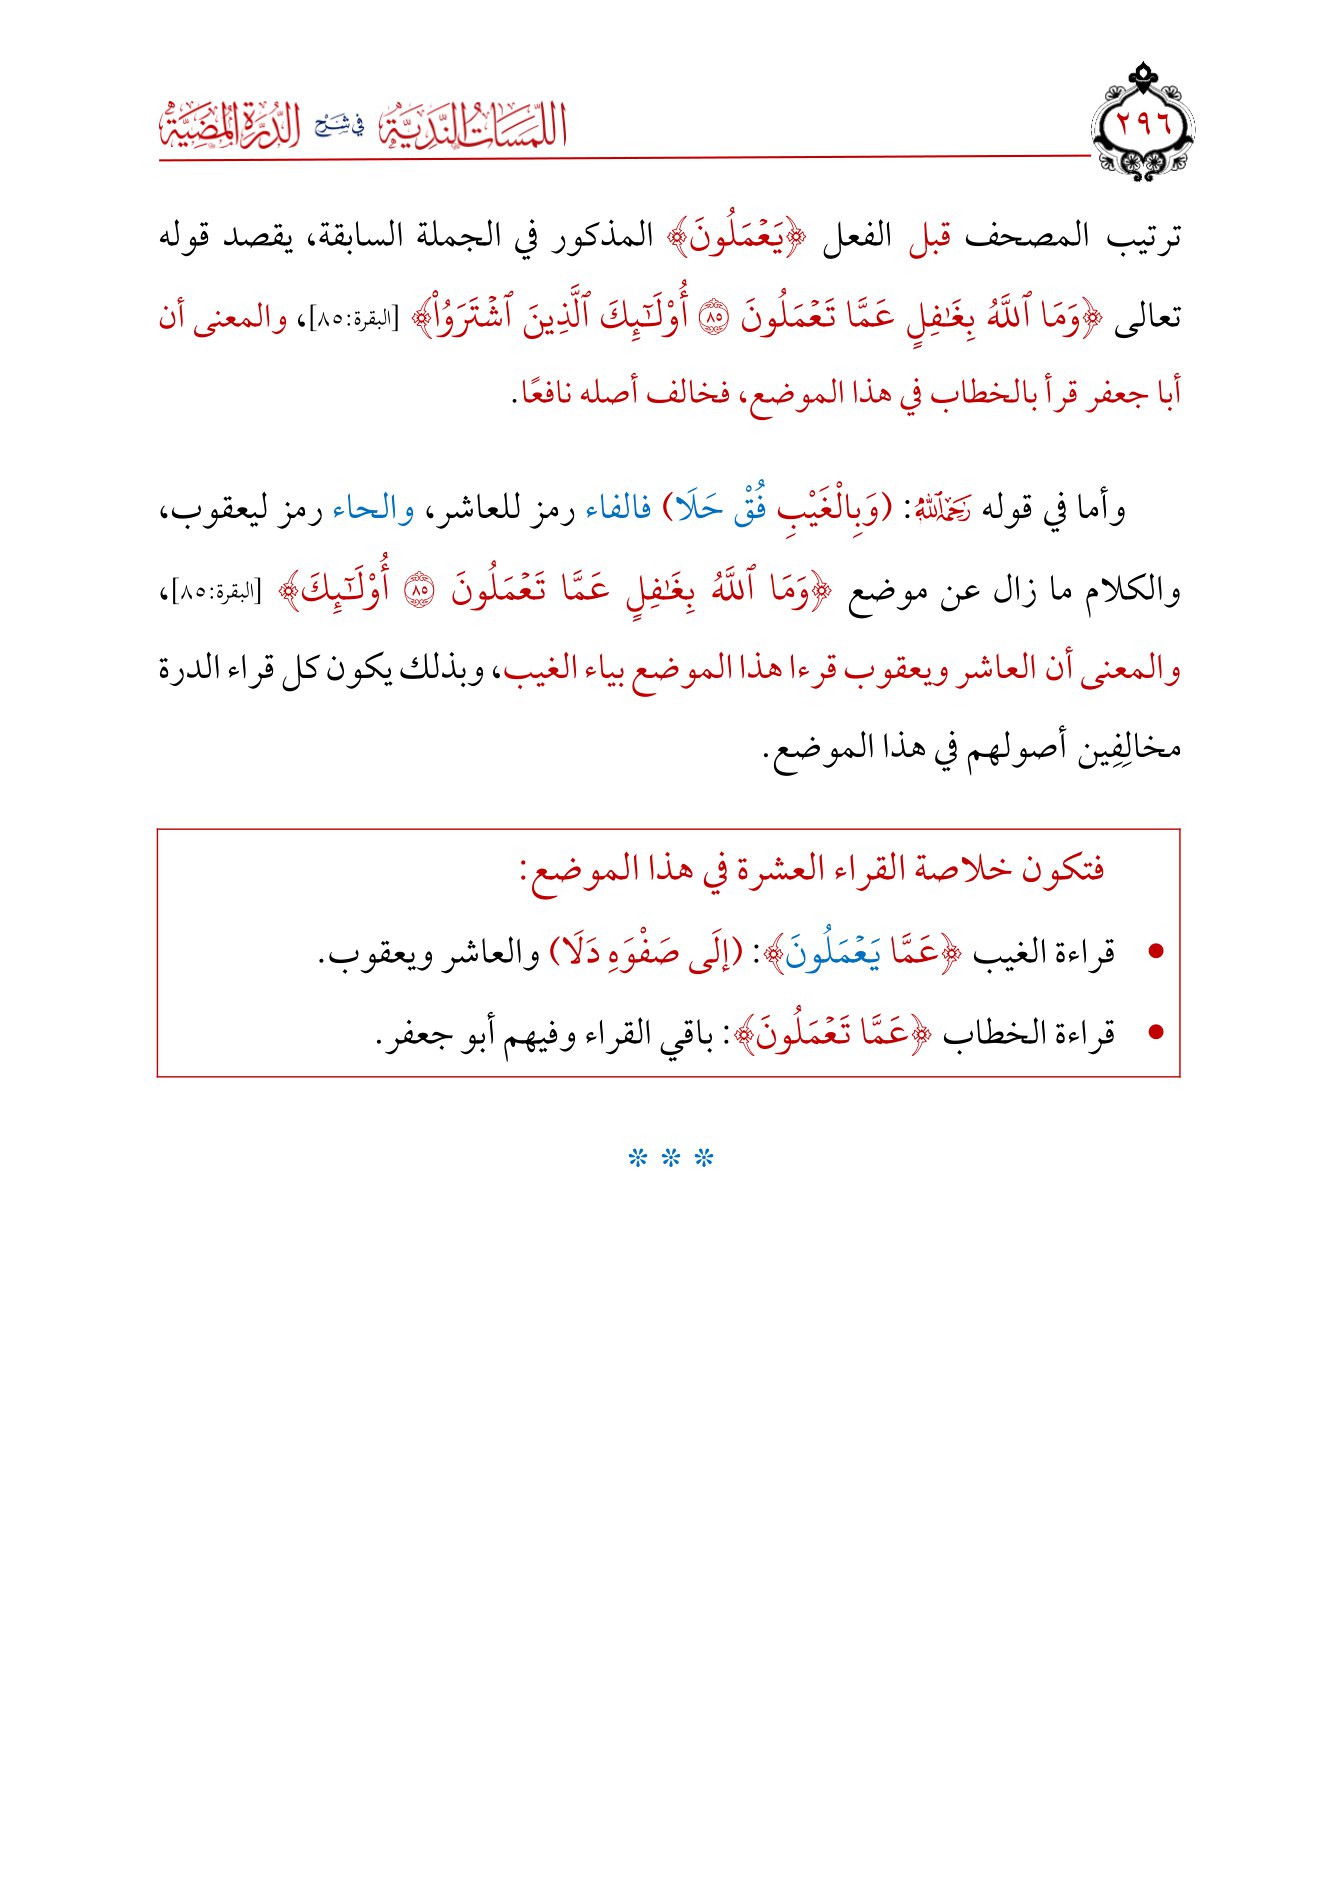 ٢٩٦
اللمسات الندية في شرح الدرة المضية
ترتيب المصحف قبل الفعل ﴿يَعۡمَلُونَ﴾ المذكور في الجملة السابقة، يقصد قوله
تعالى ﴿وَمَا ٱللَّهُ بِغَٰفِلٍ عَمَّا تَعۡمَلُونَ ۝٨٥ أُوْلَٰٓئِكَ ٱلَّذِينَ ٱشۡتَرَوُاْ﴾ [البقرة:٨٥]، والمعنى أن
أبا جعفر قرأ بالخطاب في هذا الموضع، فخالف أصله نافعًا.
وأما في قوله رَحِمَهُ ٱللَّهُ: (وَبِالْغَيْبِ فُقْ حَلَا) فالفاء رمز للعاشر، والحاء رمز ليعقوب،
والكلام ما زال عن موضع ﴿وَمَا ٱللَّهُ بِغَٰفِلٍ عَمَّا تَعۡمَلُونَ ۝٨٥ أُوْلَٰٓئِكَ﴾ [البقرة:٨٥]،
والمعنى أن العاشر ويعقوب قرءا هذا الموضع بياء الغيب، وبذلك يكون كل قراء الدرة
مخالِفِين أصولهم في هذا الموضع.
فتكون خلاصة القراء العشرة في هذا الموضع:
• قراءة الغيب ﴿عَمَّا يَعۡمَلُونَ﴾: (إلَى صَفْوَهِ دَلَا) والعاشر ويعقوب.
• قراءة الخطاب ﴿عَمَّا تَعۡمَلُونَ﴾: باقي القراء وفيهم أبو جعفر.
* * *